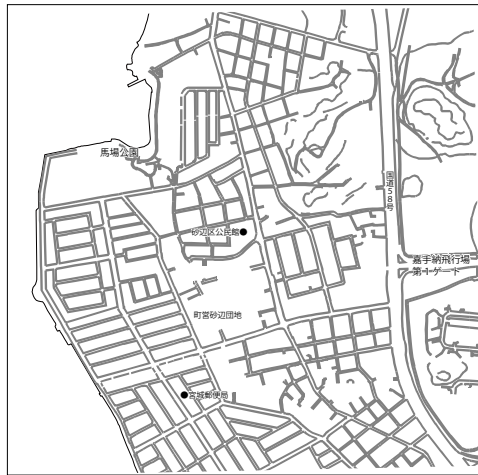 馬場公園
国道58号
砂辺区公民館
嘉手納飛行場
第1ゲート
町営砂辺団地
宮城郵便局